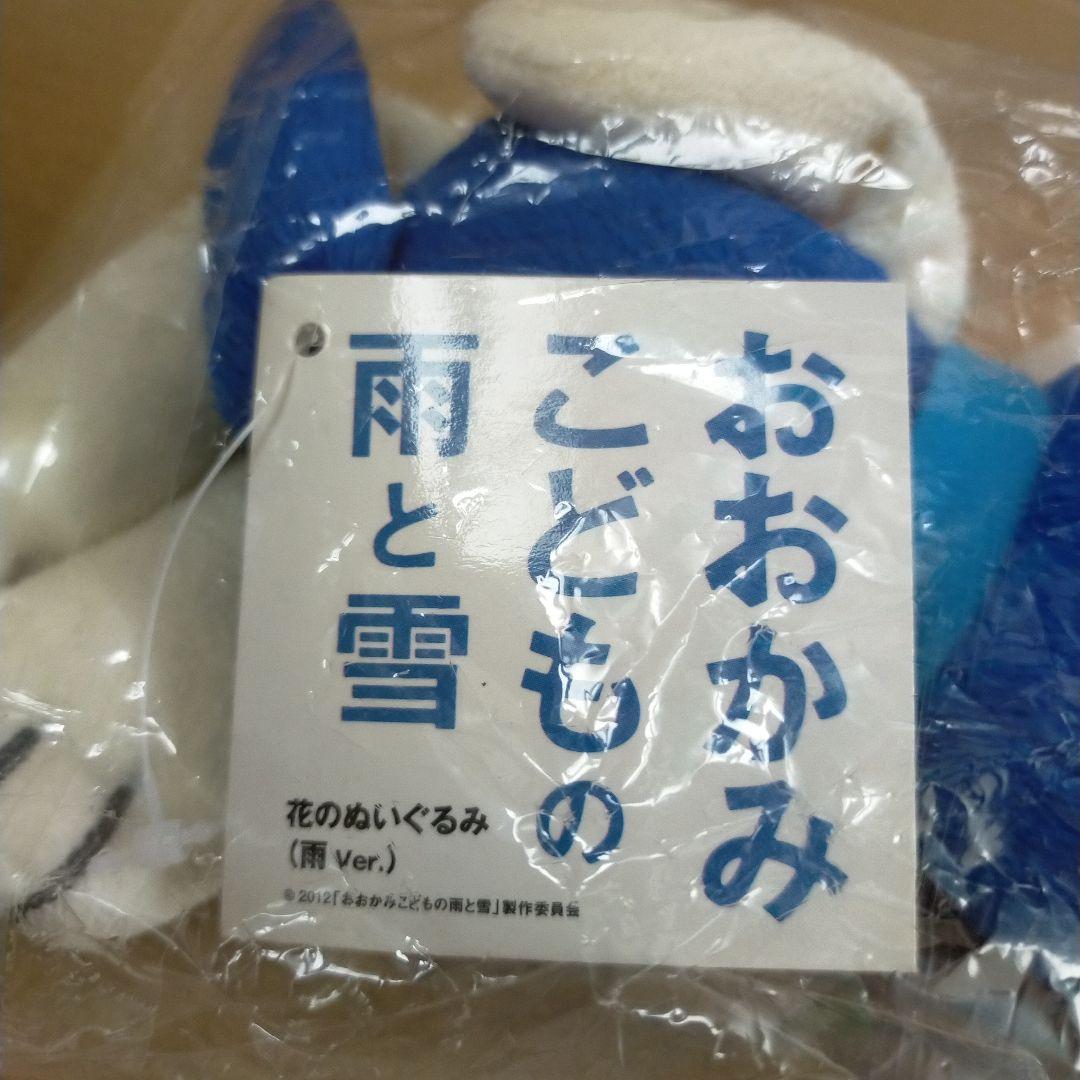 おおかみ
こどもの
雨と雪
花のぬいぐるみ
（雨 Ver.）
© 2012「おおかみこどもの雨と雪」製作委員会